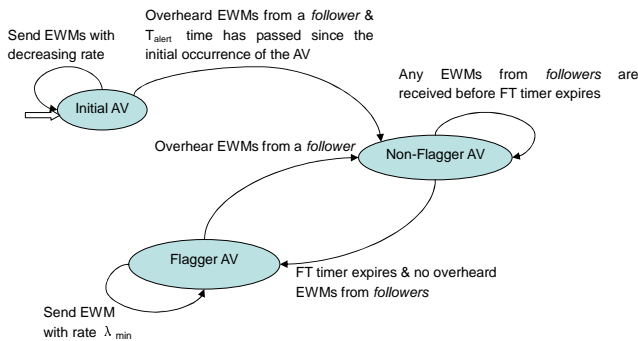 Overheard EWMs from a follower &
T_alert time has passed since the
initial occurrence of the AV
Send EWMs with
decreasing rate
Any EWMs from followers are
received before FT timer expires
Initial AV
Overhear EWMs from a follower
Non-Flagger AV
Flagger AV
FT timer expires & no overheard
EWMs from followers
Send EWM
with rate λ min